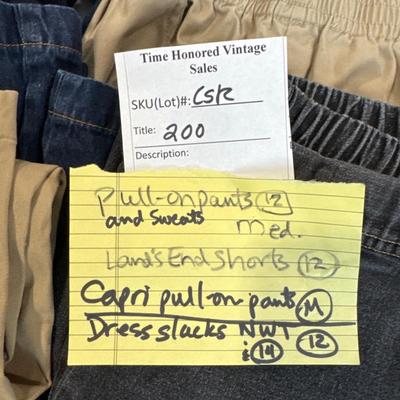 Time Honored Vintage
Sales
SKU(Lot)#: CSR
Title: 200
Description:
Pull-on pants 12
and sweats
med.
Land's End shorts 12
Capri pull-on pants M
Dress slacks NWT 12
& 14